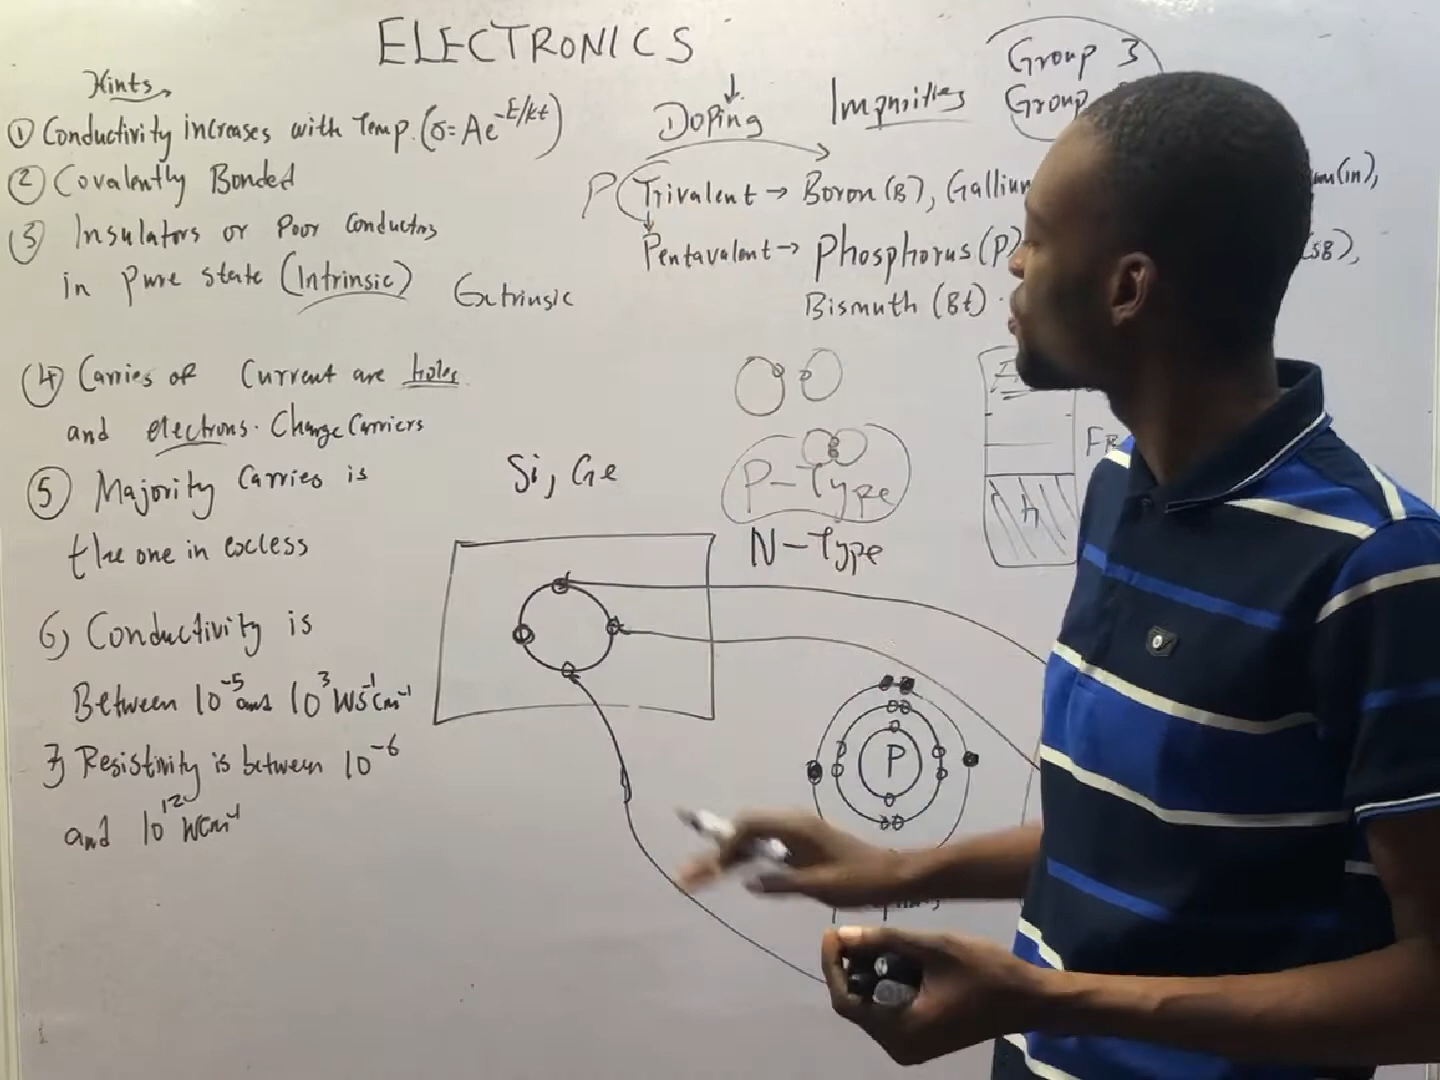 ELECTRONICS
Hints
① Conductivity increases with Temp. (σ=Ae^-E/kt)
② Covalently Bonded
③ Insulators or Poor Conductors
in Pure state (Intrinsic) Extrinsic
④ Carries of Current are holes
and electrons. Charge Carriers
⑤ Majority Carries is
the one in excess
6) Conductivity is
Between 10^-5 and 10^3 WS^-1 cm^-1
7) Resistivity is between 10^-6
and 10^12 Wcm^-1
Doping
Impurities
Group 3
Group
P
Trivalent → Boron (B), Gallium
(in),
Pentavalent → Phosphorus (P)
(SB),
Bismuth (Bt)
Si, Ge
P-Type
N-Type
P